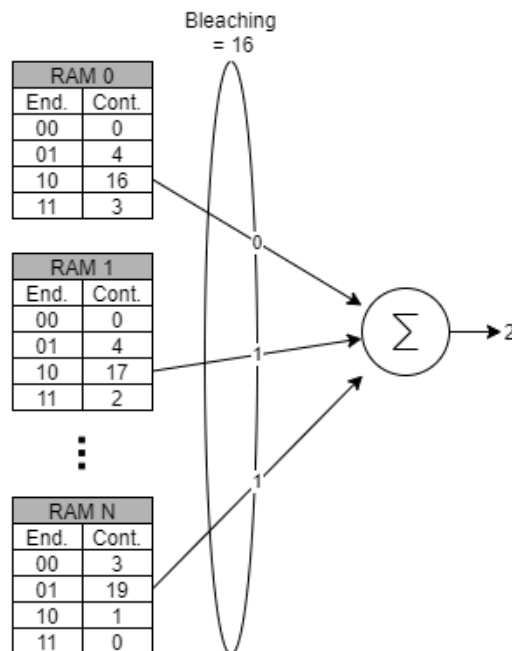 Bleaching
= 16
RAM 0
End. Cont.
00 0
01 4
10 16
11 3
0
RAM 1
End. Cont.
00 0
01 4
10 17
11 2
1
∑
2
RAM N
End. Cont.
00 3
01 19
10 1
11 0
1